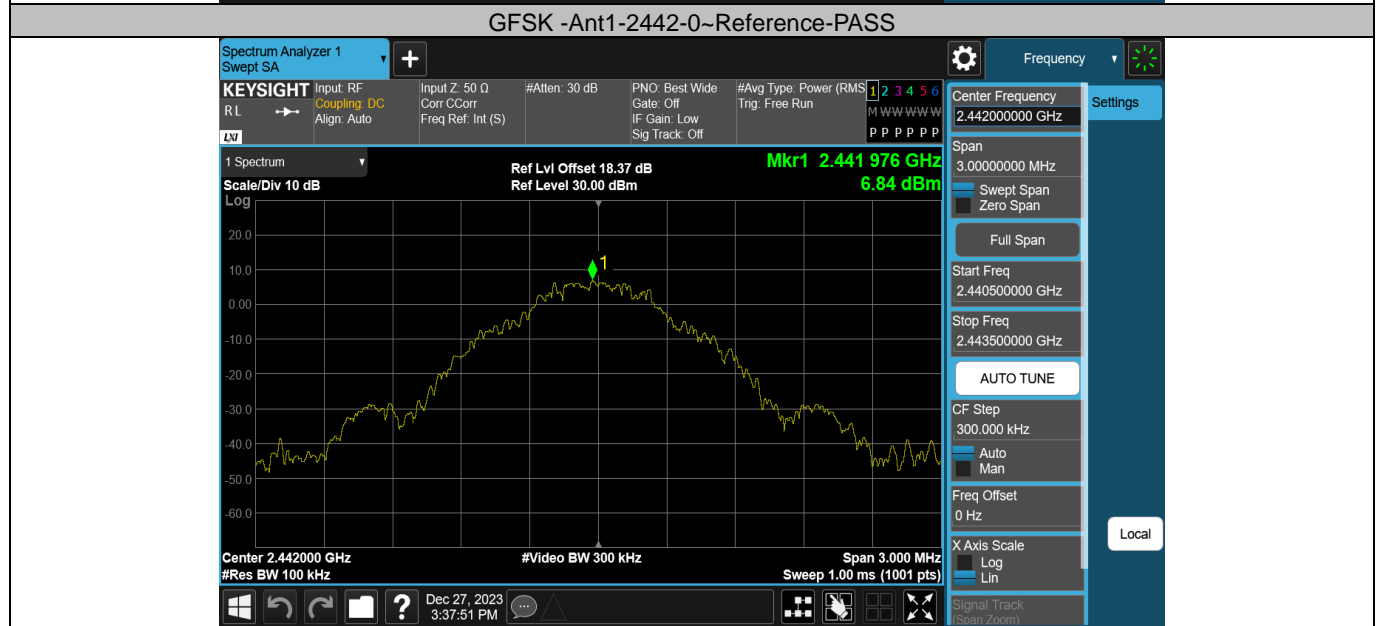 GFSK -Ant1-2442-0~Reference-PASS
Spectrum Analyzer 1
Swept SA
+
Frequency
KEYSIGHT
RL
LXI
Input: RF
Coupling: DC
Align: Auto
Input Z: 50 Ω
Corr CCorr
Freq Ref: Int (S)
#Atten: 30 dB
PNO: Best Wide
Gate: Off
IF Gain: Low
Sig Track: Off
#Avg Type: Power (RMS
Trig: Free Run
1 2 3 4 5 6
M W W W W W
P P P P P P
1 Spectrum
Scale/Div 10 dB
Log
Ref Lvl Offset 18.37 dB
Ref Level 30.00 dBm
Mkr1 2.441 976 GHz
6.84 dBm
1
20.0
10.0
0.00
-10.0
-20.0
-30.0
-40.0
-50.0
-60.0
Center 2.442000 GHz
#Res BW 100 kHz
#Video BW 300 kHz
Span 3.000 MHz
Sweep 1.00 ms (1001 pts)
Center Frequency
2.442000000 GHz
Span
3.00000000 MHz
Swept Span
Zero Span
Full Span
Start Freq
2.440500000 GHz
Stop Freq
2.443500000 GHz
AUTO TUNE
CF Step
300.000 kHz
Auto
Man
Freq Offset
0 Hz
X Axis Scale
Log
Lin
Signal Track
(Span Zoom)
Settings
Local
?
Dec 27, 2023
3:37:51 PM